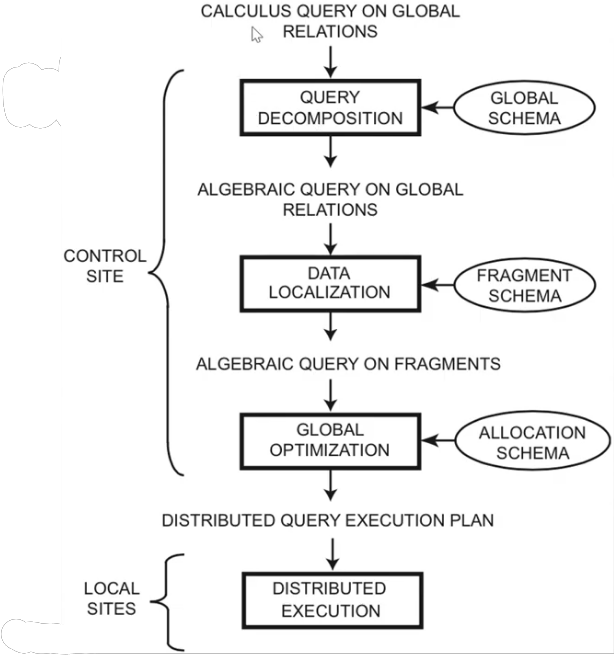 CALCULUS QUERY ON GLOBAL
RELATIONS
QUERY
DECOMPOSITION
GLOBAL
SCHEMA
ALGEBRAIC QUERY ON GLOBAL
RELATIONS
CONTROL
SITE
DATA
LOCALIZATION
FRAGMENT
SCHEMA
ALGEBRAIC QUERY ON FRAGMENTS
GLOBAL
OPTIMIZATION
ALLOCATION
SCHEMA
DISTRIBUTED QUERY EXECUTION PLAN
LOCAL
SITES
DISTRIBUTED
EXECUTION